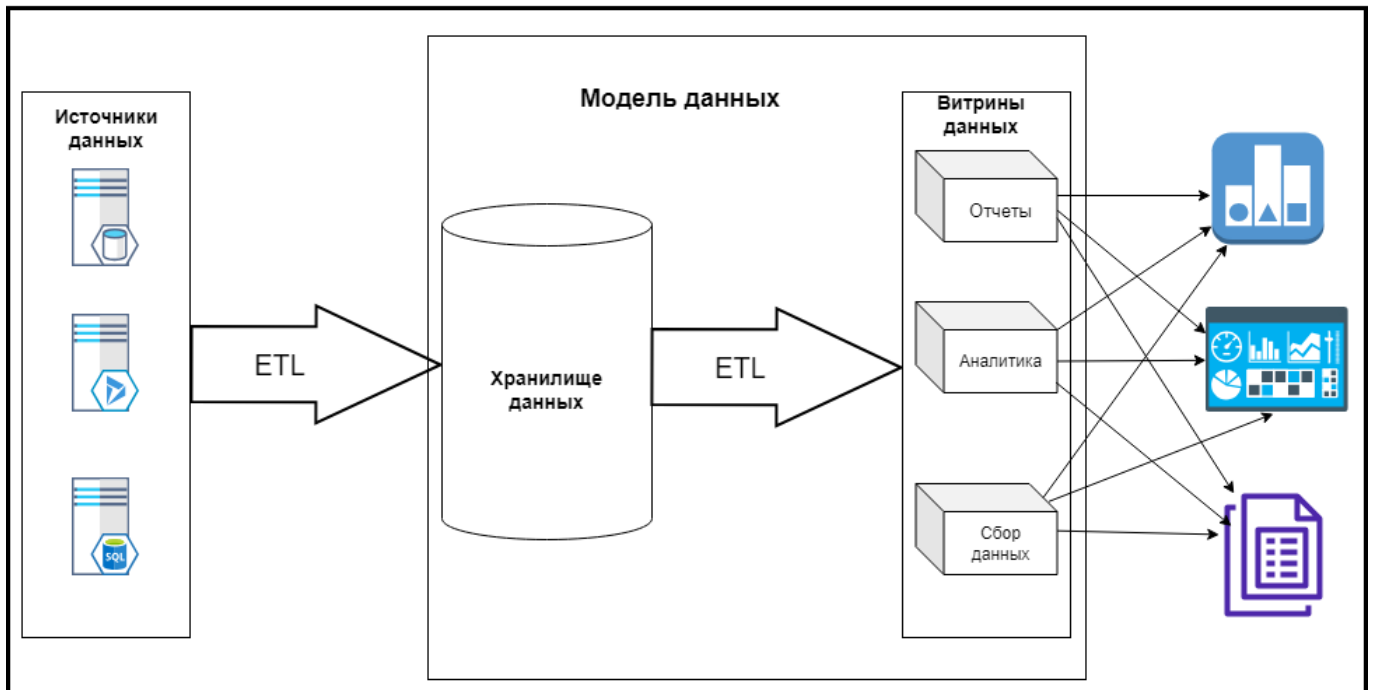 Модель данных
Источники
данных
Витрины
данных
Отчеты
ETL
Хранилище
данных
ETL
Аналитика
SQL
Сбор
данных